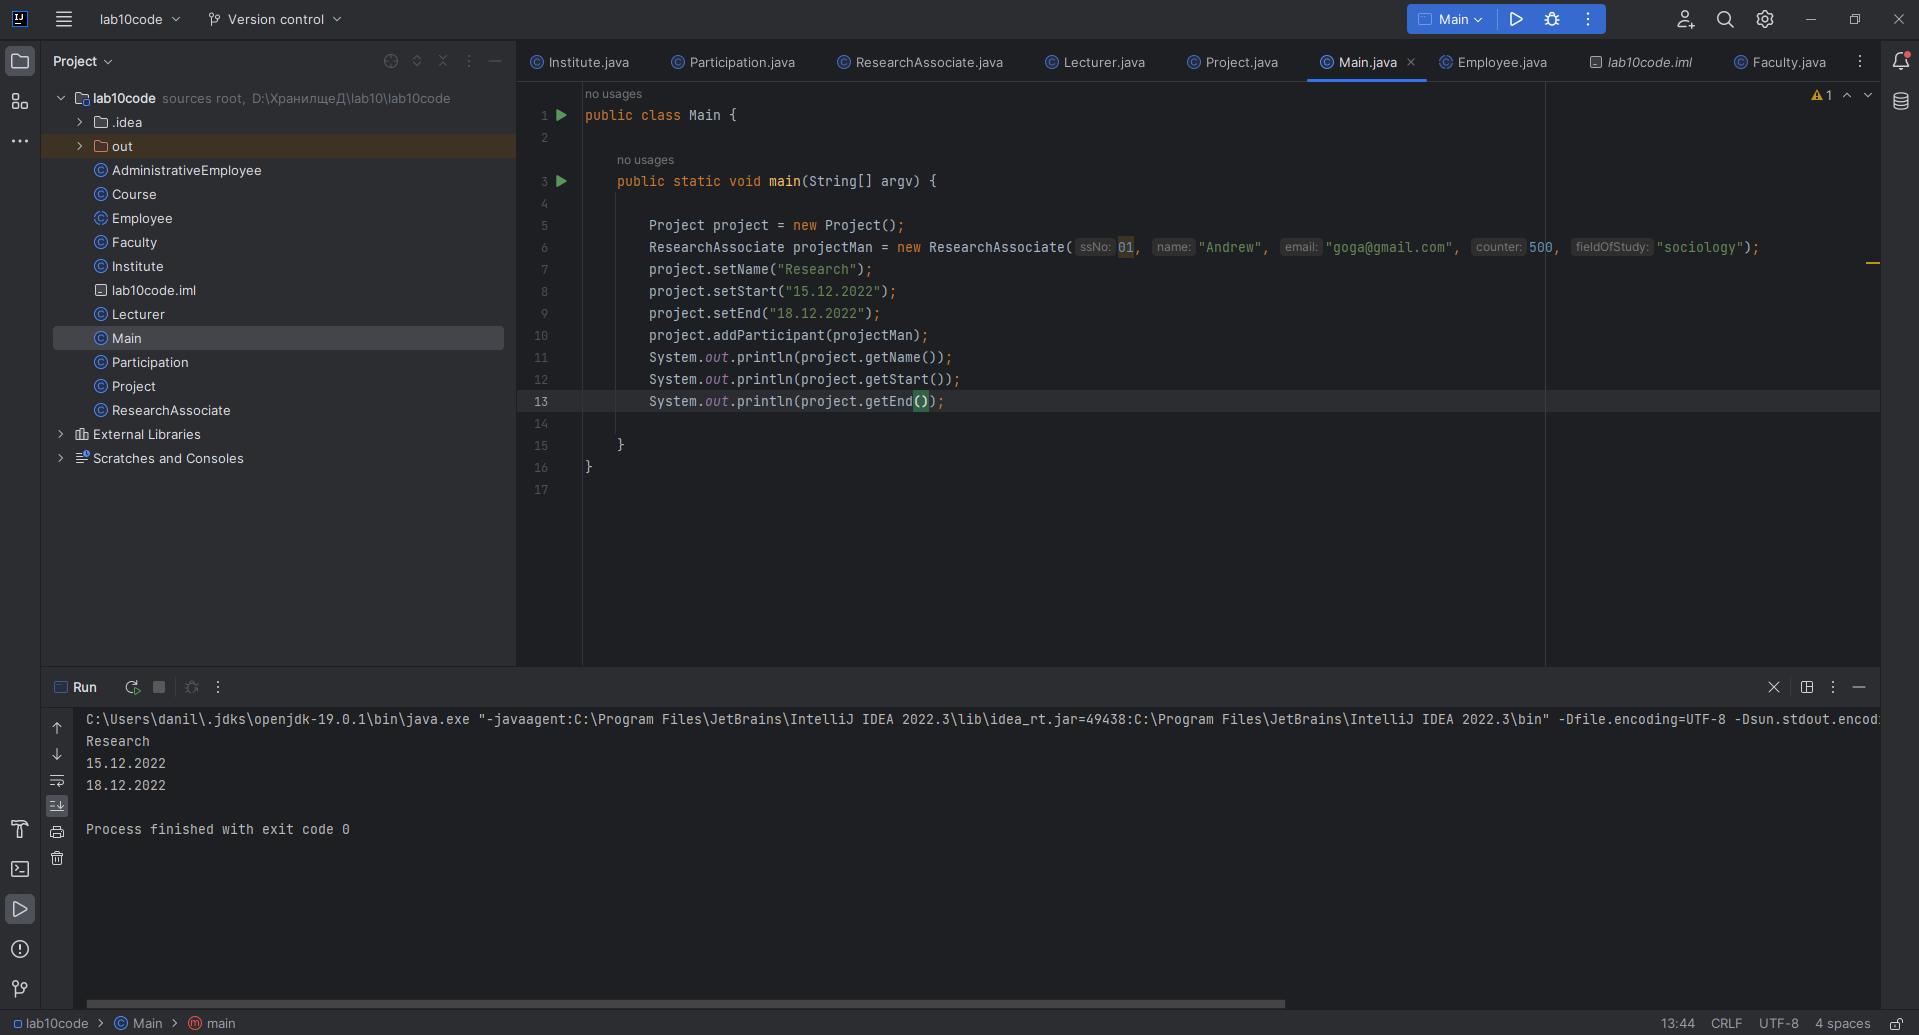 lab10code Version control Main
Project
Institute.java Participation.java ResearchAssociate.java Lecturer.java Project.java Main.java Employee.java lab10code.iml Faculty.java
lab10code sources root, D:\ХранилщеД\lab10\lab10code
.idea
out
AdministrativeEmployee
Course
Employee
Faculty
Institute
lab10code.iml
Lecturer
Main
Participation
Project
ResearchAssociate
External Libraries
Scratches and Consoles
no usages
1
1 public class Main {
2
no usages
3 public static void main(String[] argv) {
4
5 Project project = new Project();
6 ResearchAssociate projectMan = new ResearchAssociate( ssNo: 01, name: "Andrew", email: "goga@gmail.com", counter: 500, fieldOfStudy: "sociology");
7 project.setName("Research");
8 project.setStart("15.12.2022");
9 project.setEnd("18.12.2022");
10 project.addParticipant(projectMan);
11 System.out.println(project.getName());
12 System.out.println(project.getStart());
13 System.out.println(project.getEnd());
14
15 }
16 }
17
Run
C:\Users\danil\.jdks\openjdk-19.0.1\bin\java.exe "-javaagent:C:\Program Files\JetBrains\IntelliJ IDEA 2022.3\lib\idea_rt.jar=49438:C:\Program Files\JetBrains\IntelliJ IDEA 2022.3\bin" -Dfile.encoding=UTF-8 -Dsun.stdout.encodi
Research
15.12.2022
18.12.2022
Process finished with exit code 0
lab10code Main main
13:44 CRLF UTF-8 4 spaces